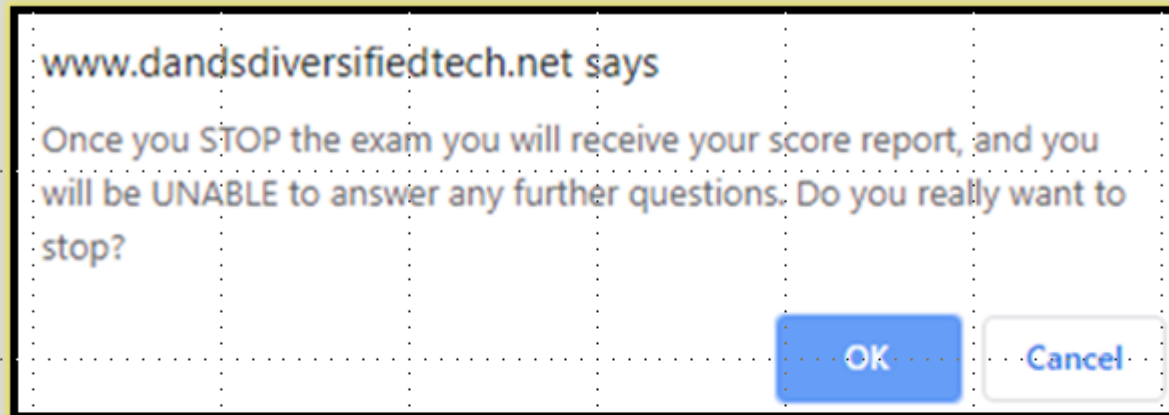 www.dandsdiversifiedtech.net says
Once you STOP the exam you will receive your score report, and you
will be UNABLE to answer any further questions. Do you really want to
stop?
OK
Cancel